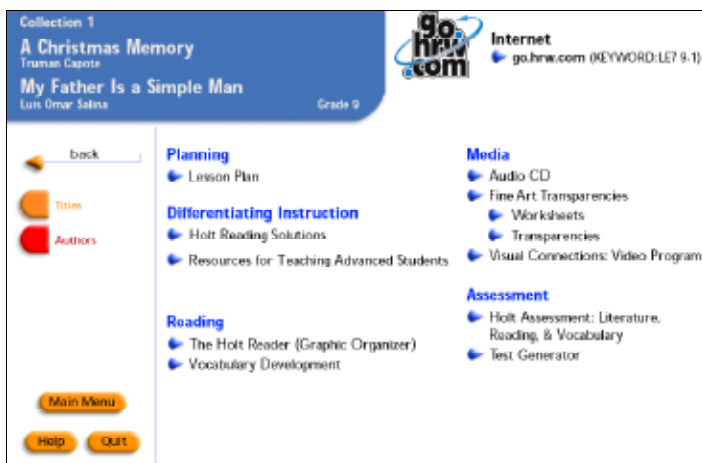 Collection 1
A Christmas Memory
Truman Capote
My Father Is a Simple Man
Luis Omar Salina
Grade 9
go.
hrw.
com
Internet
go.hrw.com (KEYWORD:LE7 9-1)
back
Titles
Authors
Main Menu
Help
Quit
Planning
Lesson Plan
Differentiating Instruction
Holt Reading Solutions
Resources for Teaching Advanced Students
Reading
The Holt Reader (Graphic Organizer)
Vocabulary Development
Media
Audio CD
Fine Art Transparencies
Worksheets
Transparencies
Visual Connections: Video Program
Assessment
Holt Assessment: Literature,
Reading, & Vocabulary
Test Generator